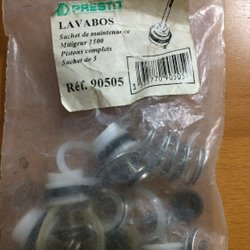 PRESTO
LAVABOS
Sachet de maintenance
Mitigeur 3500
Pistons complets
Sachet de 5
Réf. 90505